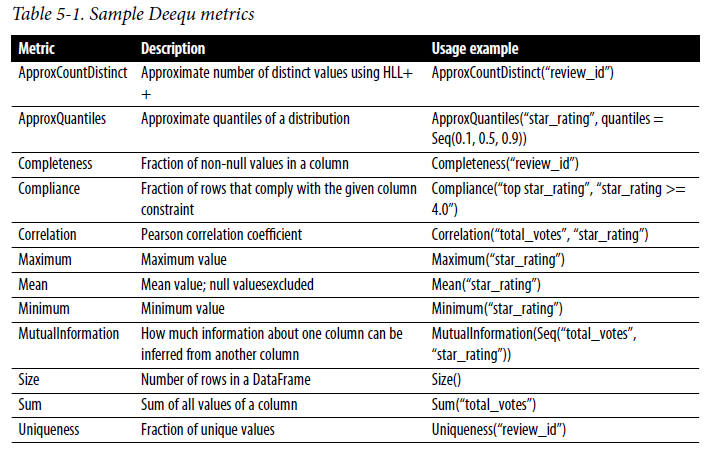 Table 5-1. Sample Deequ metrics
Metric Description Usage example
ApproxCountDistinct Approximate number of distinct values using HLL+ ApproxCountDistinct(“review_id”)
+
ApproxQuantiles Approximate quantiles of a distribution ApproxQuantiles(“star_rating”, quantiles =
Seq(0.1, 0.5, 0.9))
Completeness Fraction of non-null values in a column Completeness(“review_id”)
Compliance Fraction of rows that comply with the given column Compliance(“top star_rating”, “star_rating >=
constraint 4.0”)
Correlation Pearson correlation coefficient Correlation(“total_votes”, “star_rating”)
Maximum Maximum value Maximum(“star_rating”)
Mean Mean value; null valuesexcluded Mean(“star_rating”)
Minimum Minimum value Minimum(“star_rating”)
MutualInformation How much information about one column can be MutualInformation(Seq(“total_votes”,
inferred from another column “star_rating”))
Size Number of rows in a DataFrame Size()
Sum Sum of all values of a column Sum(“total_votes”)
Uniqueness Fraction of unique values Uniqueness(“review_id”)